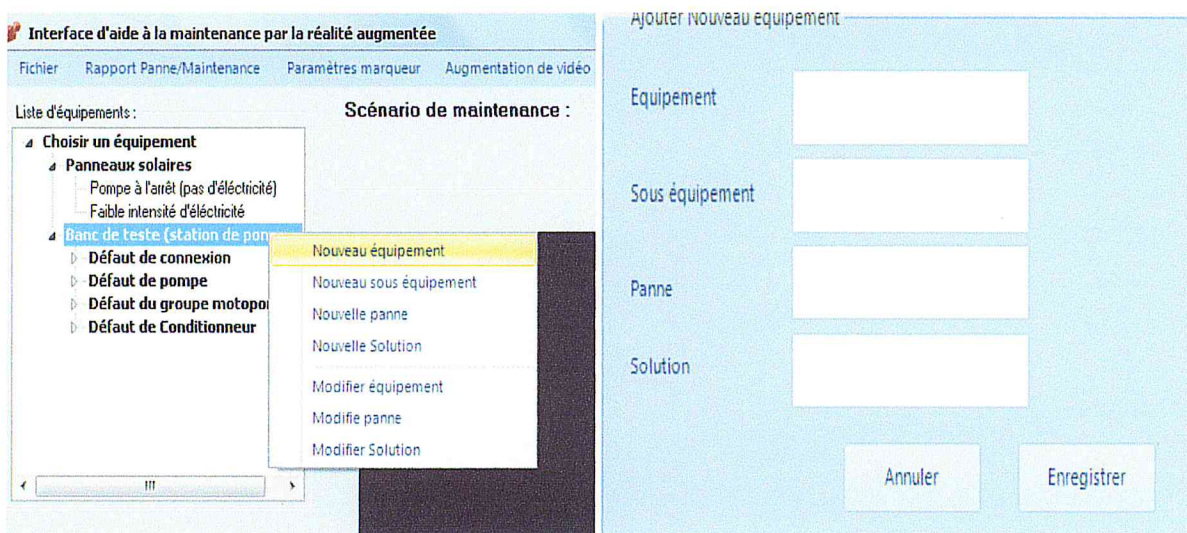 Interface d'aide à la maintenance par la réalité augmentée
Fichier Rapport Panne/Maintenance Paramètres marqueur Augmentation de vidéo
Liste d'équipements :
Scénario de maintenance :
Choisir un équipement
Panneaux solaires
Pompe à l'arrêt (pas d'éléctricité)
Faible intensité d'éléctricité
Banc de teste (station de pom
Défaut de connexion
Défaut de pompe
Défaut du groupe motopo
Défaut de Conditionneur
Nouveau équipement
Nouveau sous équipement
Nouvelle panne
Nouvelle Solution
Modifier équipement
Modifie panne
Modifier Solution
Ajouter Nouveau équipement
Equipement
Sous équipement
Panne
Solution
Annuler Enregistrer